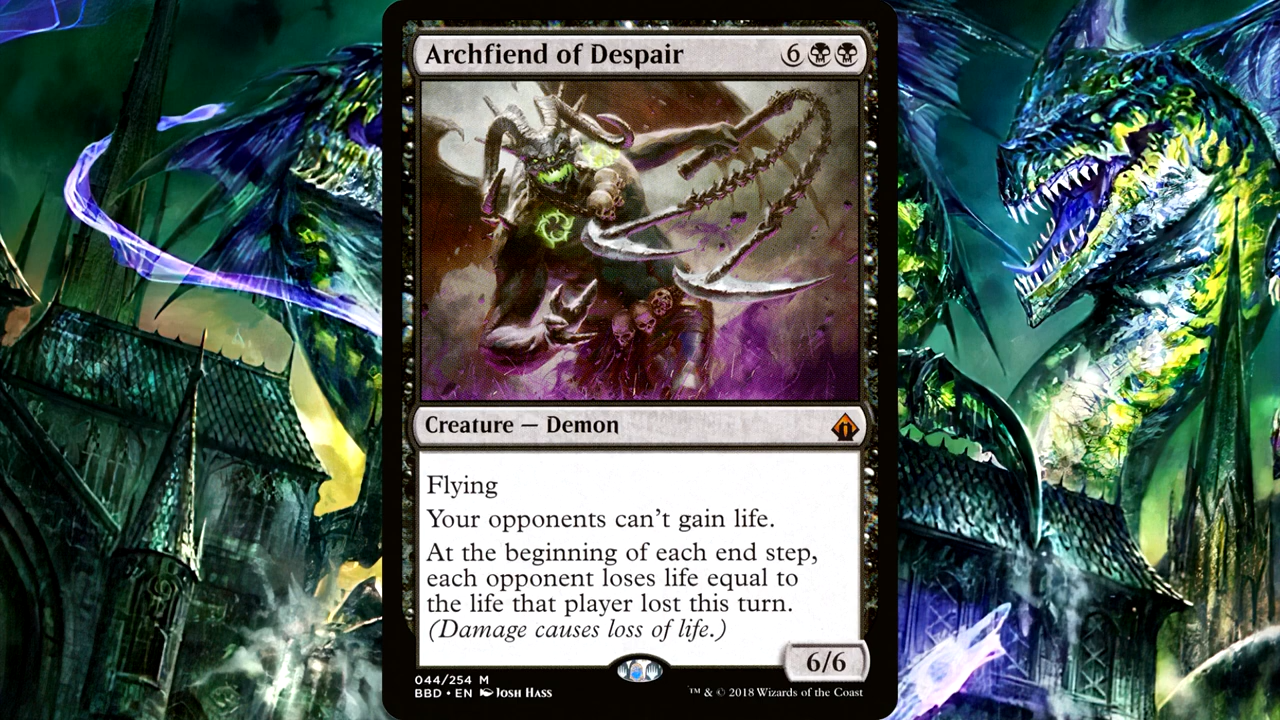 Archfiend of Despair 6
Creature — Demon
Flying
Your opponents can't gain life.
At the beginning of each end step,
each opponent loses life equal to
the life that player lost this turn.
(Damage causes loss of life.)
6/6
044/254 M
BBD • EN Josh Hass
™ & © 2018 Wizards of the Coast